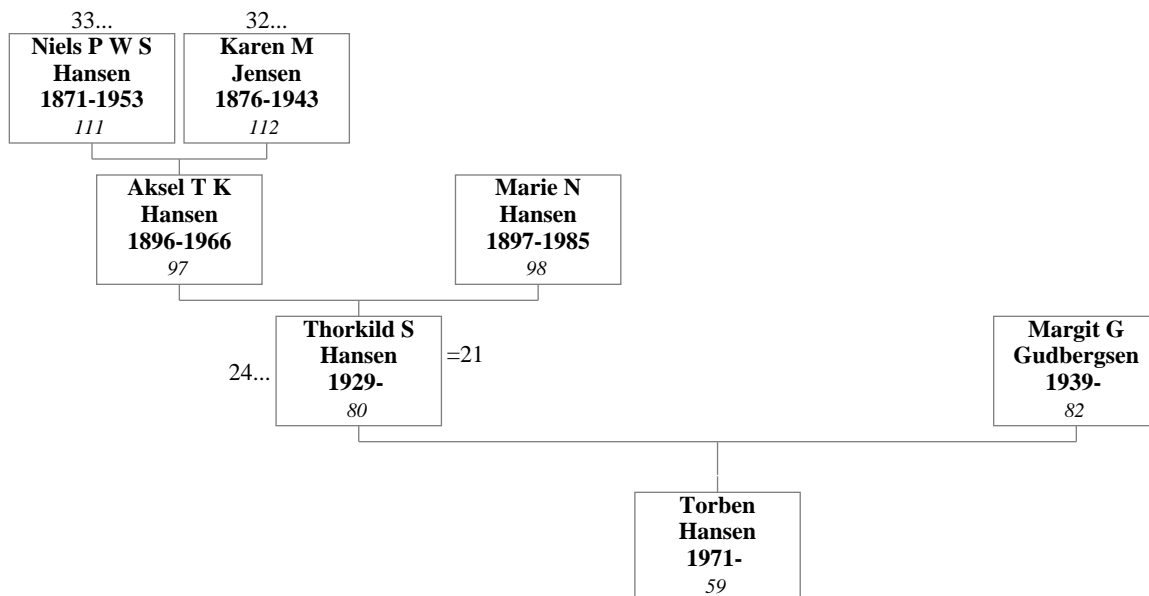 33...
Niels P W S
Hansen
1871-1953
111
32...
Karen M
Jensen
1876-1943
112
Aksel T K
Hansen
1896-1966
97
Marie N
Hansen
1897-1985
98
24...
Thorkild S
Hansen
1929-
80
=21
Margit G
Gudbergsen
1939-
82
Torben
Hansen
1971-
59